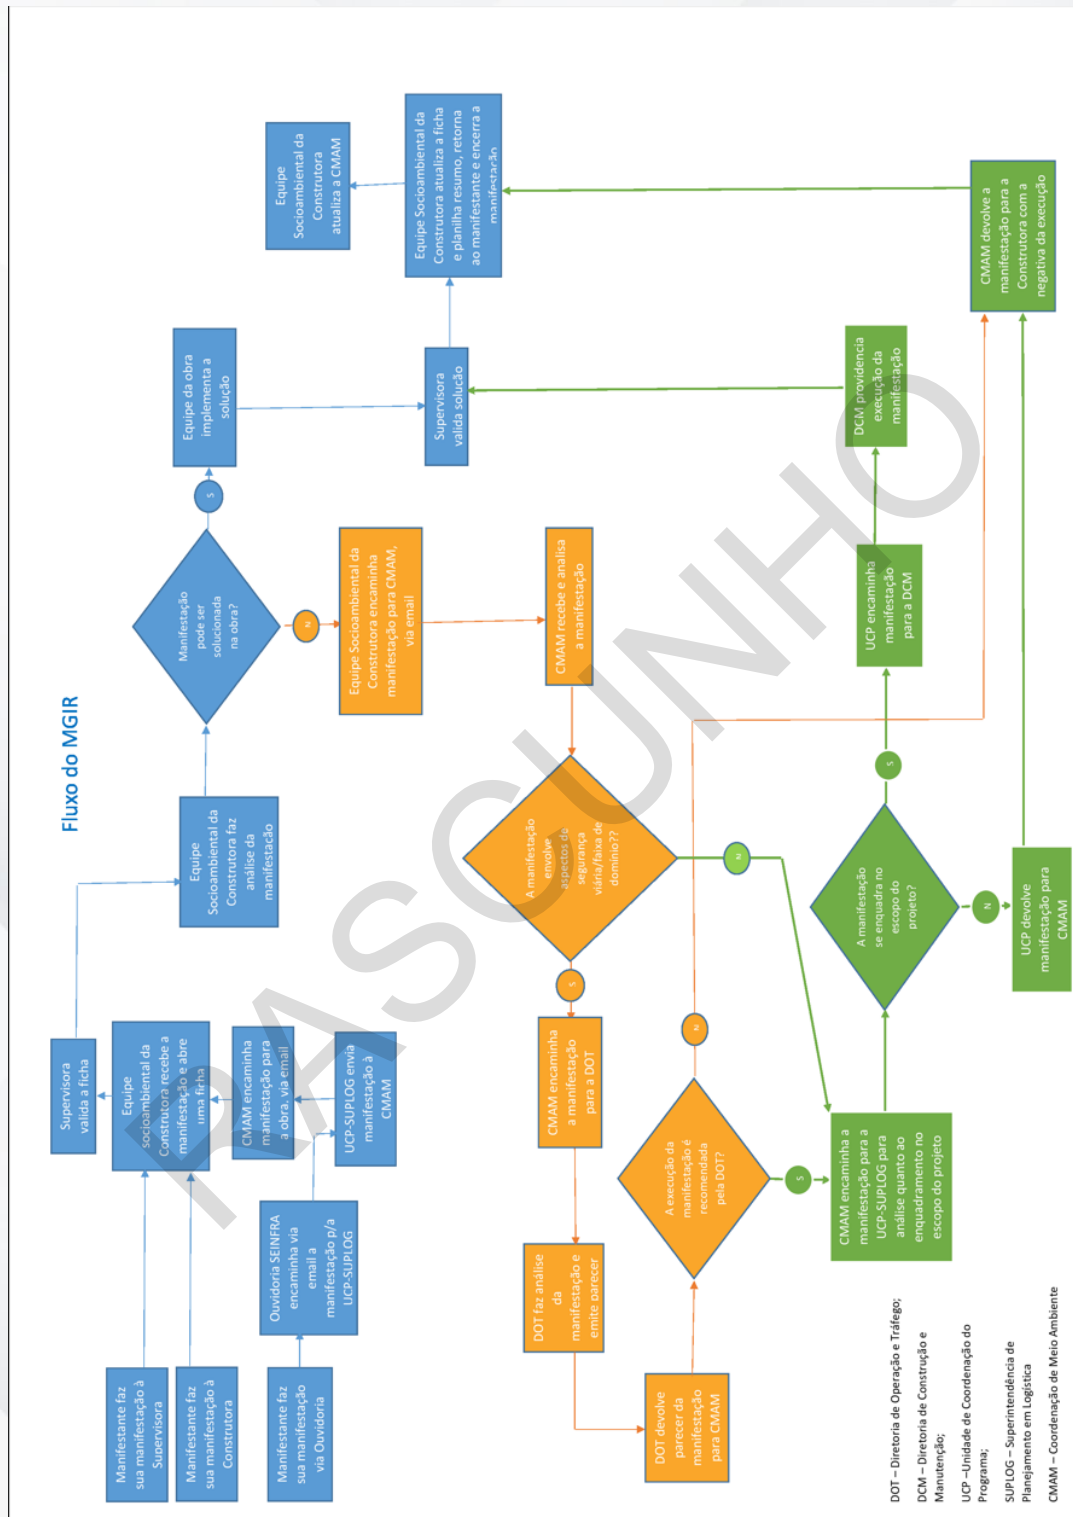 Fluxo do MGIR
Manifestante faz
sua manifestação à
Supervisora
Manifestante faz
sua manifestação à
Construtora
Manifestante faz
sua manifestação
via Ouvidoria
Ouvidoria SEINFRA
encaminha via
email a
manifestação p/a
UCP-SUPLOG
UCP-SUPLOG envia
manifestação à
CMAM
CMAM encaminha
manifestação para
a obra, via email
Equipe
socioambiental da
Construtora recebe a
manifestação e abre
uma ficha
Supervisora
valida a ficha
Equipe
Socioambiental da
Construtora faz
análise da
manifestação
Manifestação
pode ser
solucionada
na obra?
S
Equipe da obra
implementa a
solução
Supervisora
valida solução
Equipe Socioambiental da
Construtora atualiza a ficha
e planilha resumo, retorna
ao manifestante e encerra a
manifestação
Equipe
Socioambiental da
Construtora
atualiza a CMAM
N
Equipe Socioambiental da
Construtora encaminha
manifestação para CMAM,
via email
CMAM recebe e analisa
a manifestação
A manifestação
envolve
aspectos de
segurança
viária/faixa de
domínio??
S
CMAM encaminha
a manifestação
para a DOT
DOT faz análise
da
manifestação e
emite parecer
DOT devolve
parecer da
manifestação
para CMAM
A execução da
manifestação é
recomendada
pela DOT?
N
S
N
CMAM encaminha a
manifestação para a
UCP-SUPLOG para
análise quanto ao
enquadramento no
escopo do projeto
A manifestação
se enquadra no
escopo do
projeto?
S
UCP encaminha
manifestação
para a DCM
DCM providencia
execução da
manifestação
N
UCP devolve
manifestação para
CMAM
CMAM devolve a
manifestação para a
Construtora com a
negativa da execução
DOT – Diretoria de Operação e Tráfego;
DCM – Diretoria de Construção e
Manutenção;
UCP –Unidade de Coordenação do
Programa;
SUPLOG – Superintendência de
Planejamento em Logística
CMAM – Coordenação de Meio Ambiente
RASCUNHO